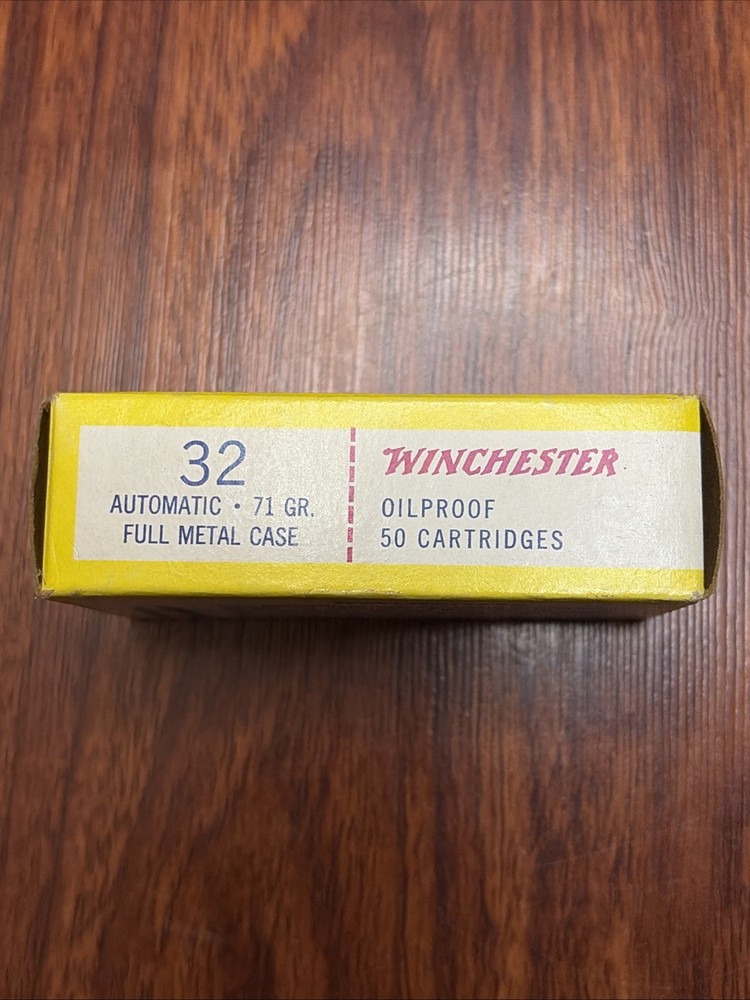 32
AUTOMATIC • 71 GR.
FULL METAL CASE
WINCHESTER
OILPROOF
50 CARTRIDGES